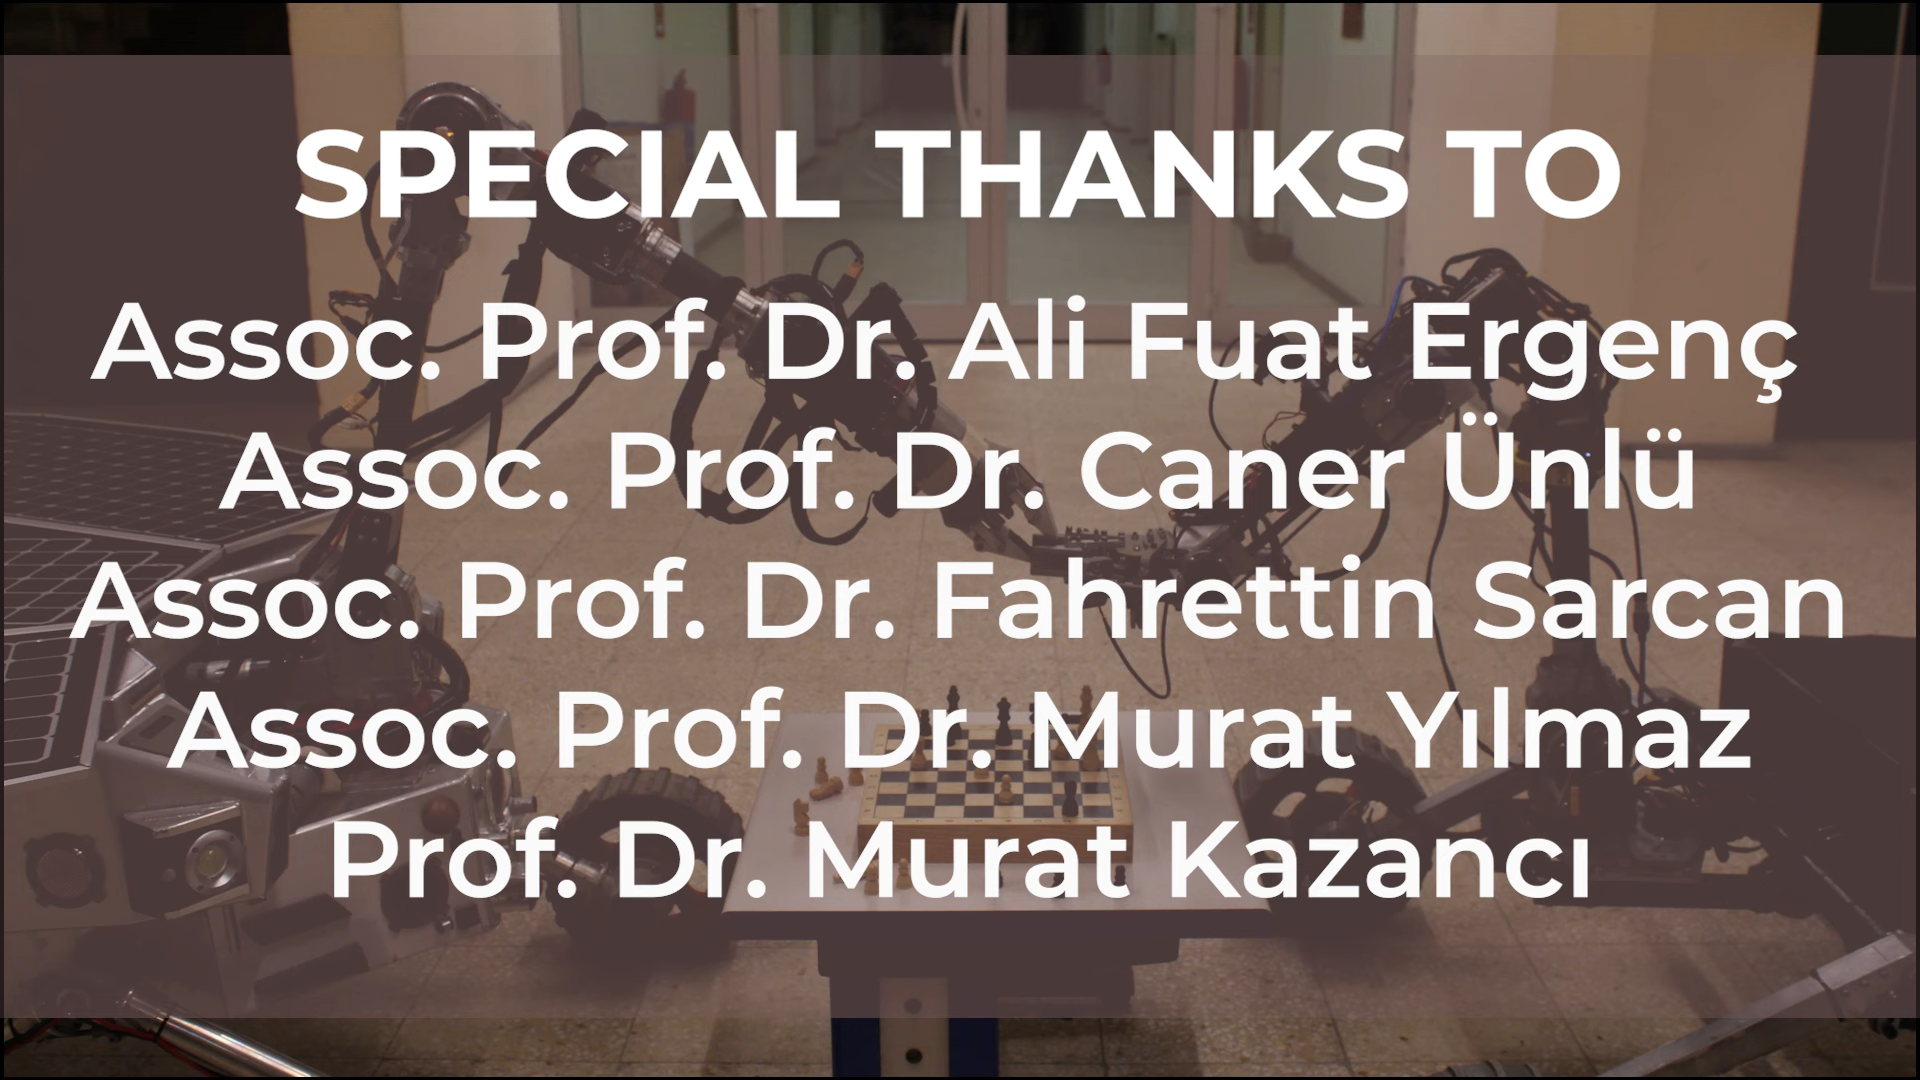 SPECIAL THANKS TO
Assoc. Prof. Dr. Ali Fuat Ergenç
Assoc. Prof. Dr. Caner Ünlü
Assoc. Prof. Dr. Fahrettin Sarcan
Assoc. Prof. Dr. Murat Yılmaz
Prof. Dr. Murat Kazancı